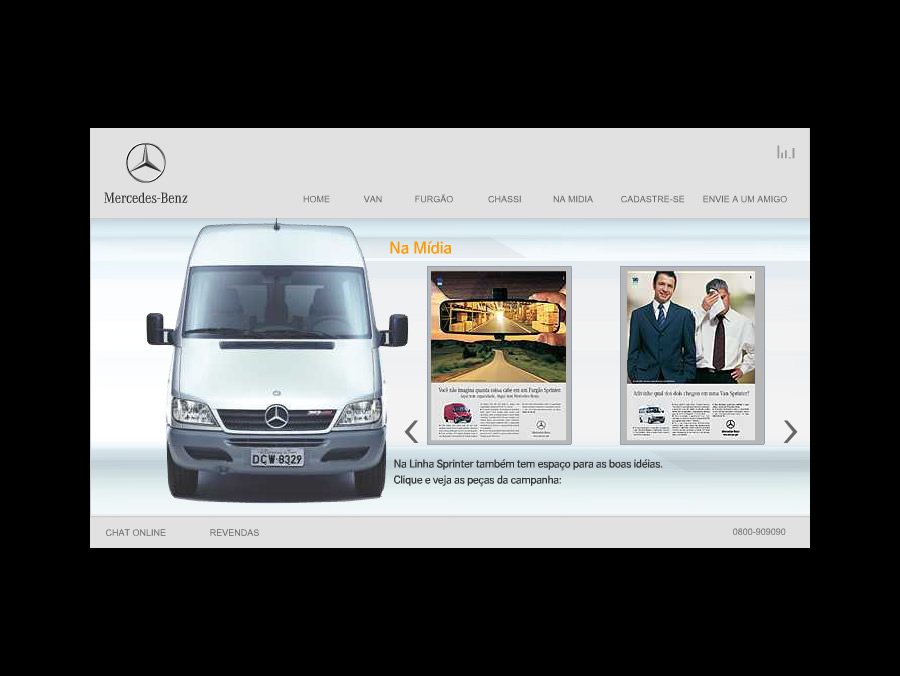 Mercedes-Benz
HOME VAN FURGÃO CHASSI NA MIDIA CADASTRE-SE ENVIE A UM AMIGO
Na Mídia
Você não imagina quanta coisa cabe em um Furgão Sprinter.
Adivinhe qual dos dois chegou em uma Van Sprinter?
DCW-8329
Na Linha Sprinter também tem espaço para as boas idéias.
Clique e veja as peças da campanha:
CHAT ONLINE REVENDAS 0800-909090